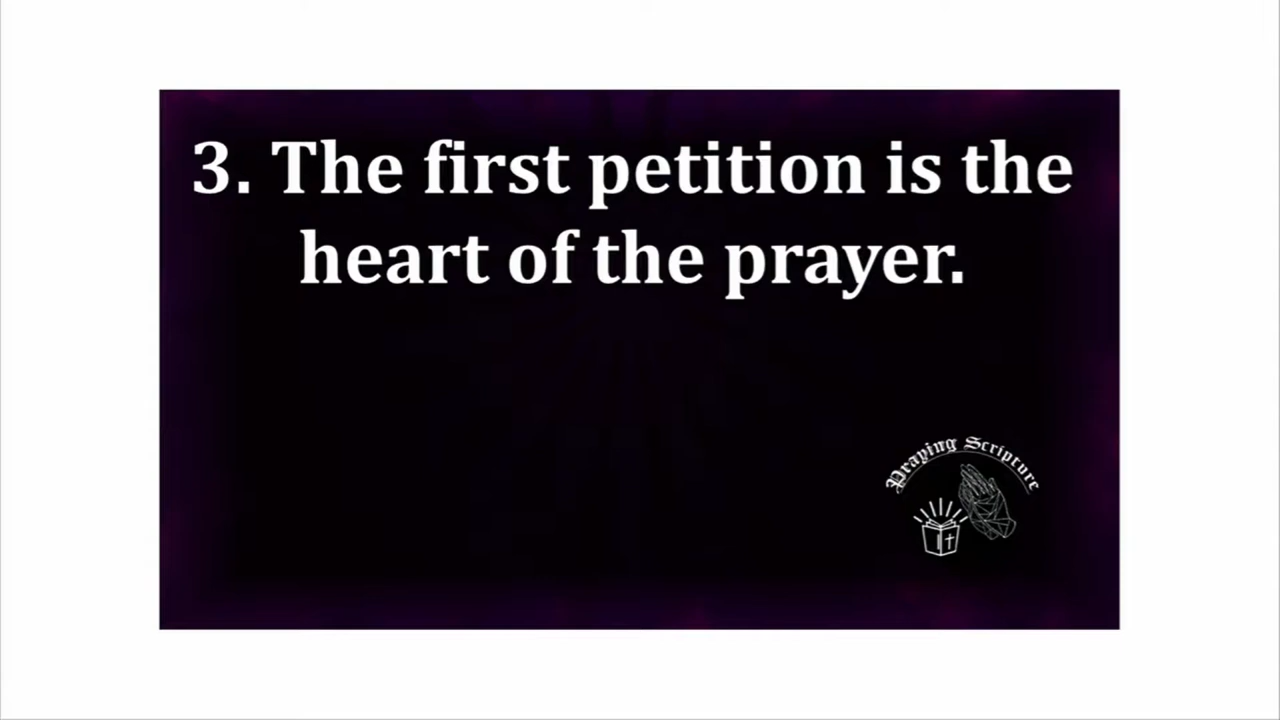 3. The first petition is the
heart of the prayer.
Praying Scripture